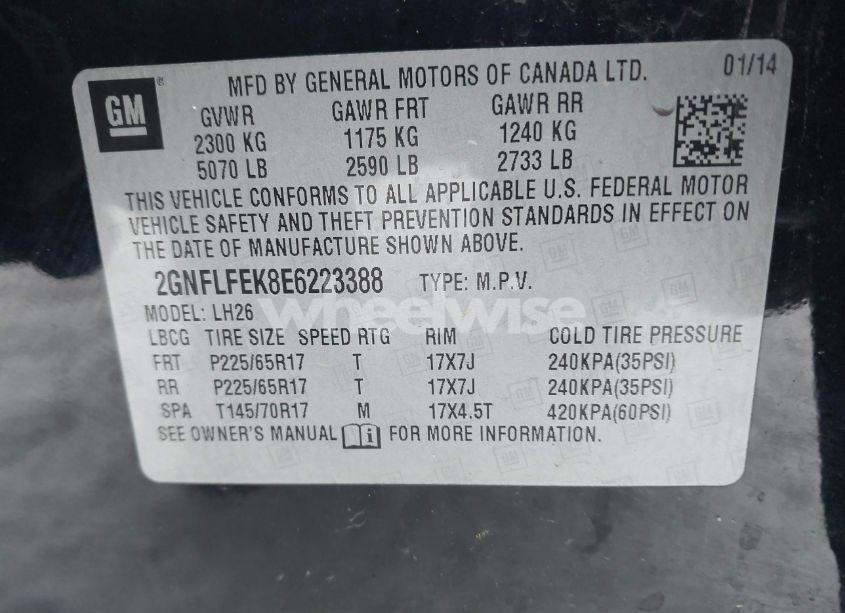 GM ® MFD BY GENERAL MOTORS OF CANADA LTD. 01/14
GVWR GAWR FRT GAWR RR
2300 KG 1175 KG 1240 KG
5070 LB 2590 LB 2733 LB
THIS VEHICLE CONFORMS TO ALL APPLICABLE U.S. FEDERAL MOTOR
VEHICLE SAFETY AND THEFT PREVENTION STANDARDS IN EFFECT ON
THE DATE OF MANUFACTURE SHOWN ABOVE.
2GNFLFEK8E6223388 TYPE: M.P.V.
wheelwise
MODEL: LH26
LBCG TIRE SIZE SPEED RTG RIM COLD TIRE PRESSURE
FRT P225/65R17 T 17X7J 240KPA(35PSI)
RR P225/65R17 T 17X7J 240KPA(35PSI)
SPA T145/70R17 M 17X4.5T 420KPA(60PSI)
SEE OWNER'S MANUAL i FOR MORE INFORMATION.